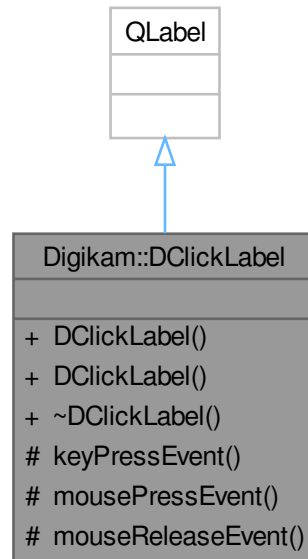 QLabel
Digikam::DClickLabel
+ DClickLabel()
+ DClickLabel()
+ ~DClickLabel()
# keyPressEvent()
# mousePressEvent()
# mouseReleaseEvent()